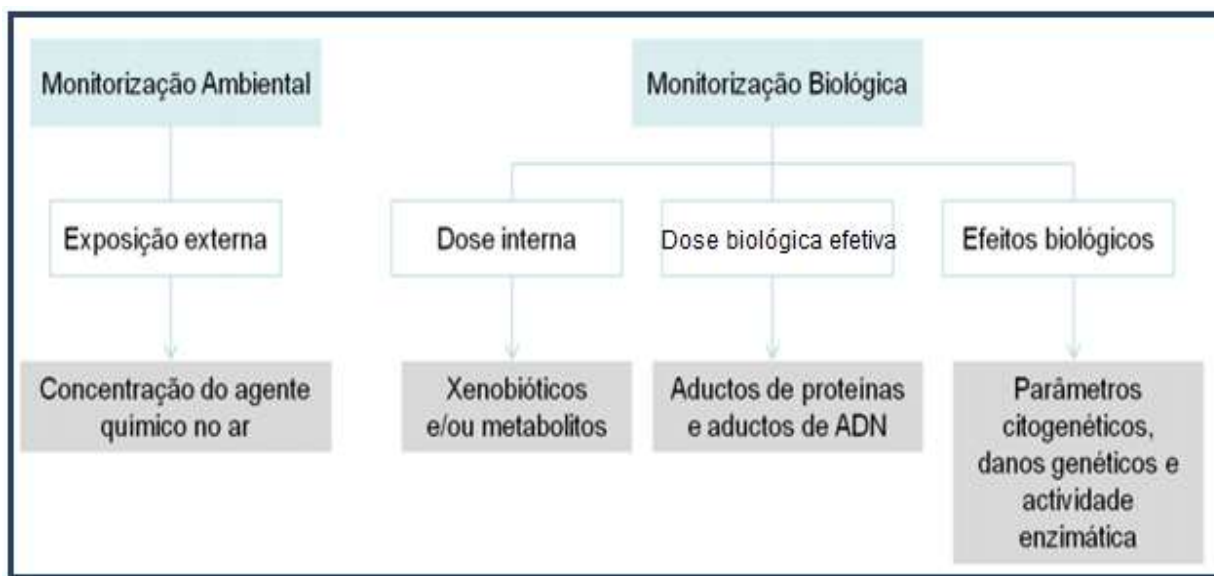 Monitorização Ambiental
Monitorização Biológica
Exposição externa
Dose interna
Dose biológica efetiva
Efeitos biológicos
Concentração do agente
químico no ar
Xenobióticos
e/ou metabolitos
Aductos de proteínas
e aductos de ADN
Parâmetros
citogenéticos,
danos genéticos e
actividade
enzimática